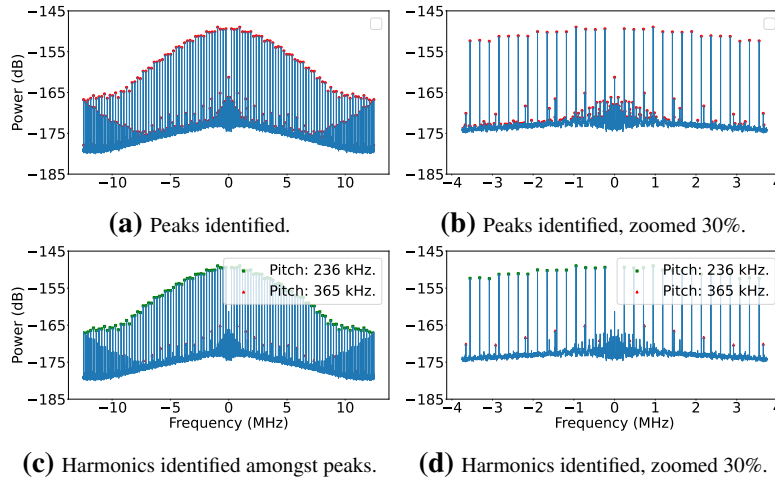 −145
−155
−165
−175
−185
Power (dB)
−10 −5 0 5 10
(a) Peaks identified.
−145
−155
−165
−175
−185
−4 −3 −2 −1 0 1 2 3 4
(b) Peaks identified, zoomed 30%.
−145
−155
−165
−175
−185
Power (dB)
Pitch: 236 kHz.
Pitch: 365 kHz.
−10 −5 0 5 10
Frequency (MHz)
(c) Harmonics identified amongst peaks.
−145
−155
−165
−175
−185
Pitch: 236 kHz.
Pitch: 365 kHz.
−4 −3 −2 −1 0 1 2 3 4
Frequency (MHz)
(d) Harmonics identified, zoomed 30%.